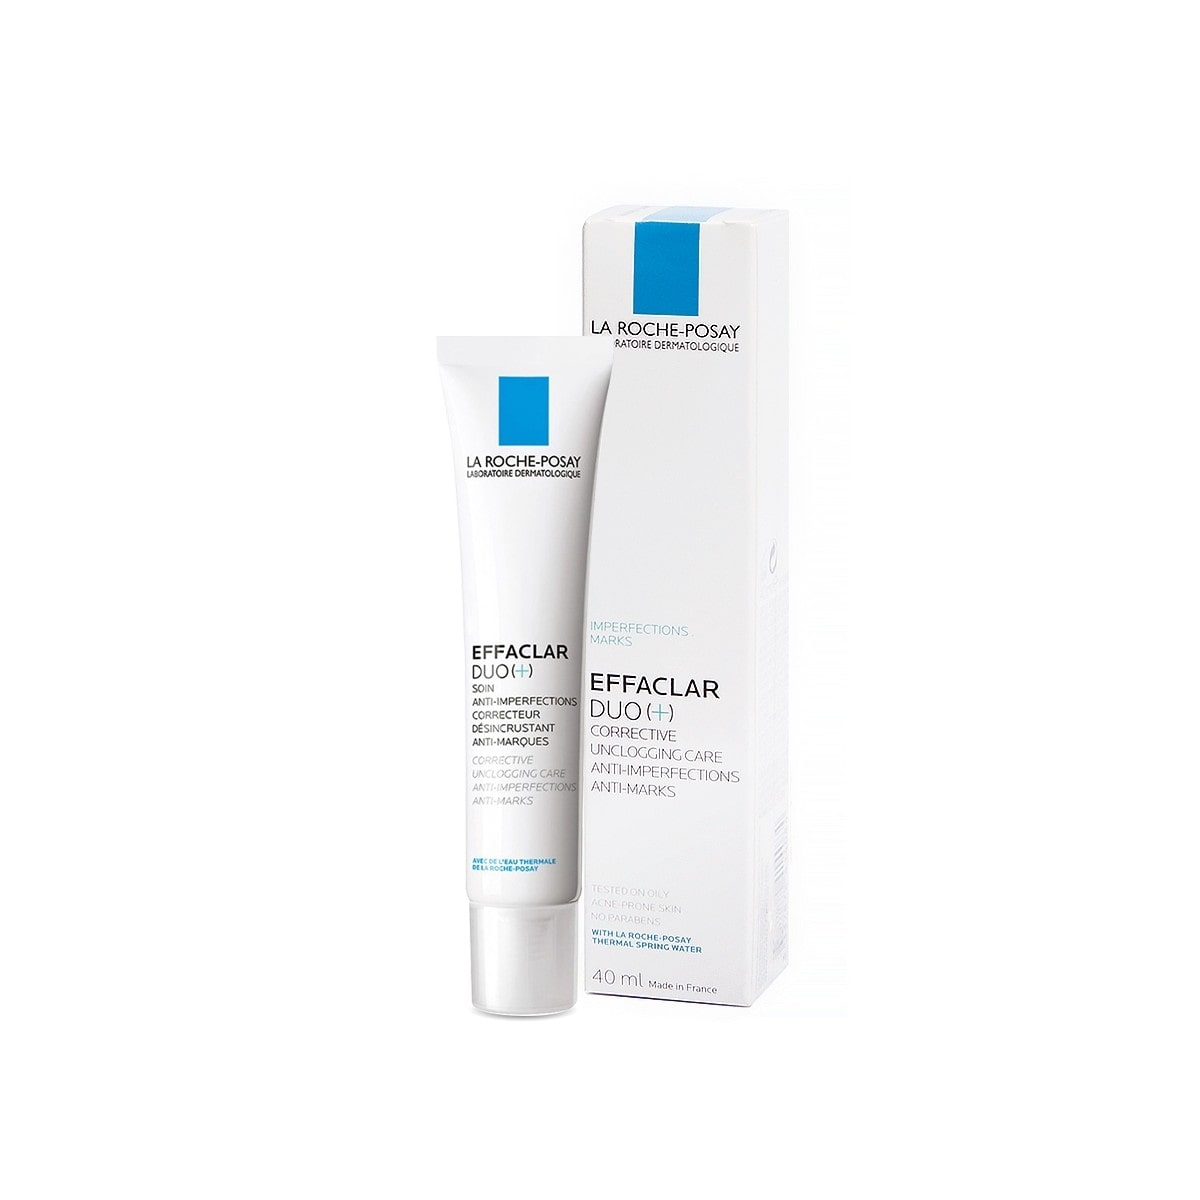 LA ROCHE-POSAY
LABORATOIRE DERMATOLOGIQUE
EFFACLAR
DUO(+)
SOIN
ANTI-IMPERFECTIONS
CORRECTEUR
DÉSINCRUSTANT
ANTI-MARQUES
CORRECTIVE
UNCLOGGING CARE
ANTI-IMPERFECTIONS
ANTI-MARKS
AVEC DE L'EAU THERMALE
DE LA ROCHE-POSAY
LA ROCHE-POSAY
RATOIRE DERMATOLOGIQUE
IMPERFECTIONS
MARKS
EFFACLAR
DUO(+)
CORRECTIVE
UNCLOGGING CARE
ANTI-IMPERFECTIONS
ANTI-MARKS
TESTED ON OILY
ACNE-PRONE SKIN
NO PARABENS
WITH LA ROCHE-POSAY
THERMAL SPRING WATER
40 ml Made in France